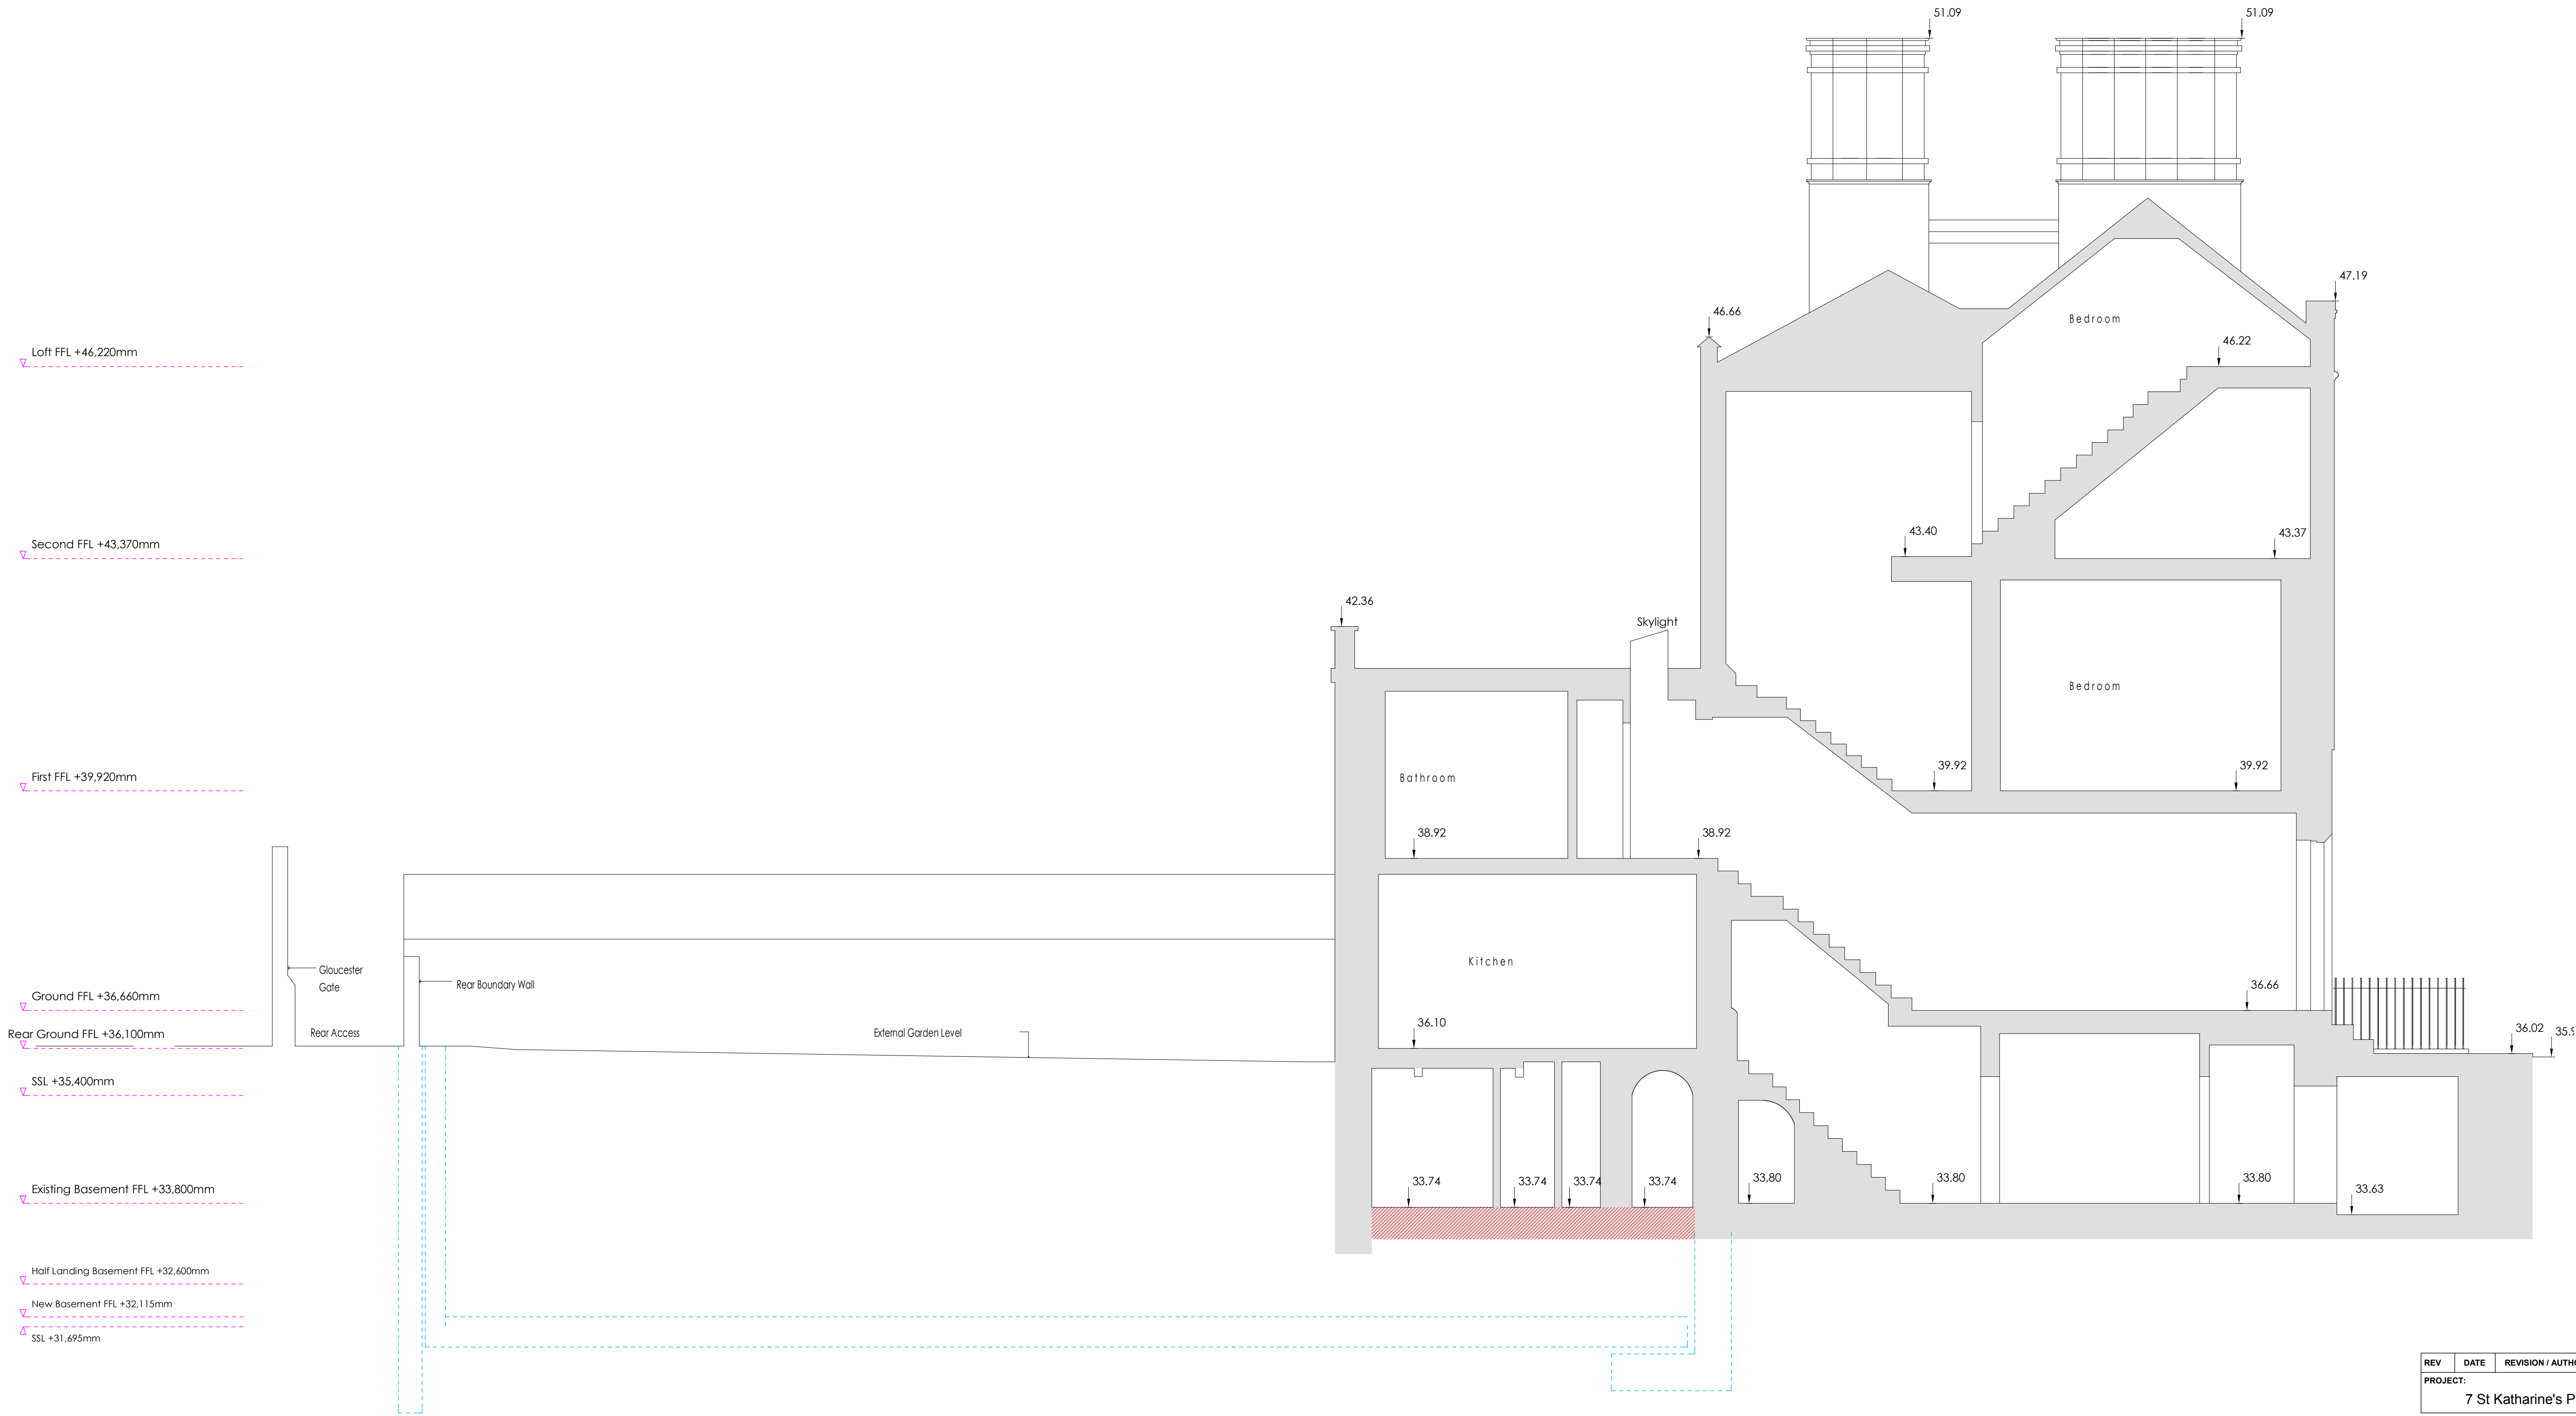 51.09
51.09
47.19
46.66
Bedroom
46.22
Loft FFL +46,220mm
43.40
43.37
Second FFL +43,370mm
42.36
Skylight
Bedroom
39.92
39.92
First FFL +39,920mm
Bathroom
38.92
38.92
Kitchen
Gloucester
Gate
Rear Boundary Wall
36.66
Ground FFL +36,660mm
36.10
36.02
Rear Ground FFL +36,100mm
Rear Access
External Garden Level
SSL +35,400mm
33.74
33.74
33.74
33.74
33.80
33.80
33.80
33.63
Existing Basement FFL +33,800mm
Half Landing Basement FFL +32,600mm
New Basement FFL +32,115mm
SSL +31,695mm
REV DATE REVISION /
PROJECT:
7 St Katharine's